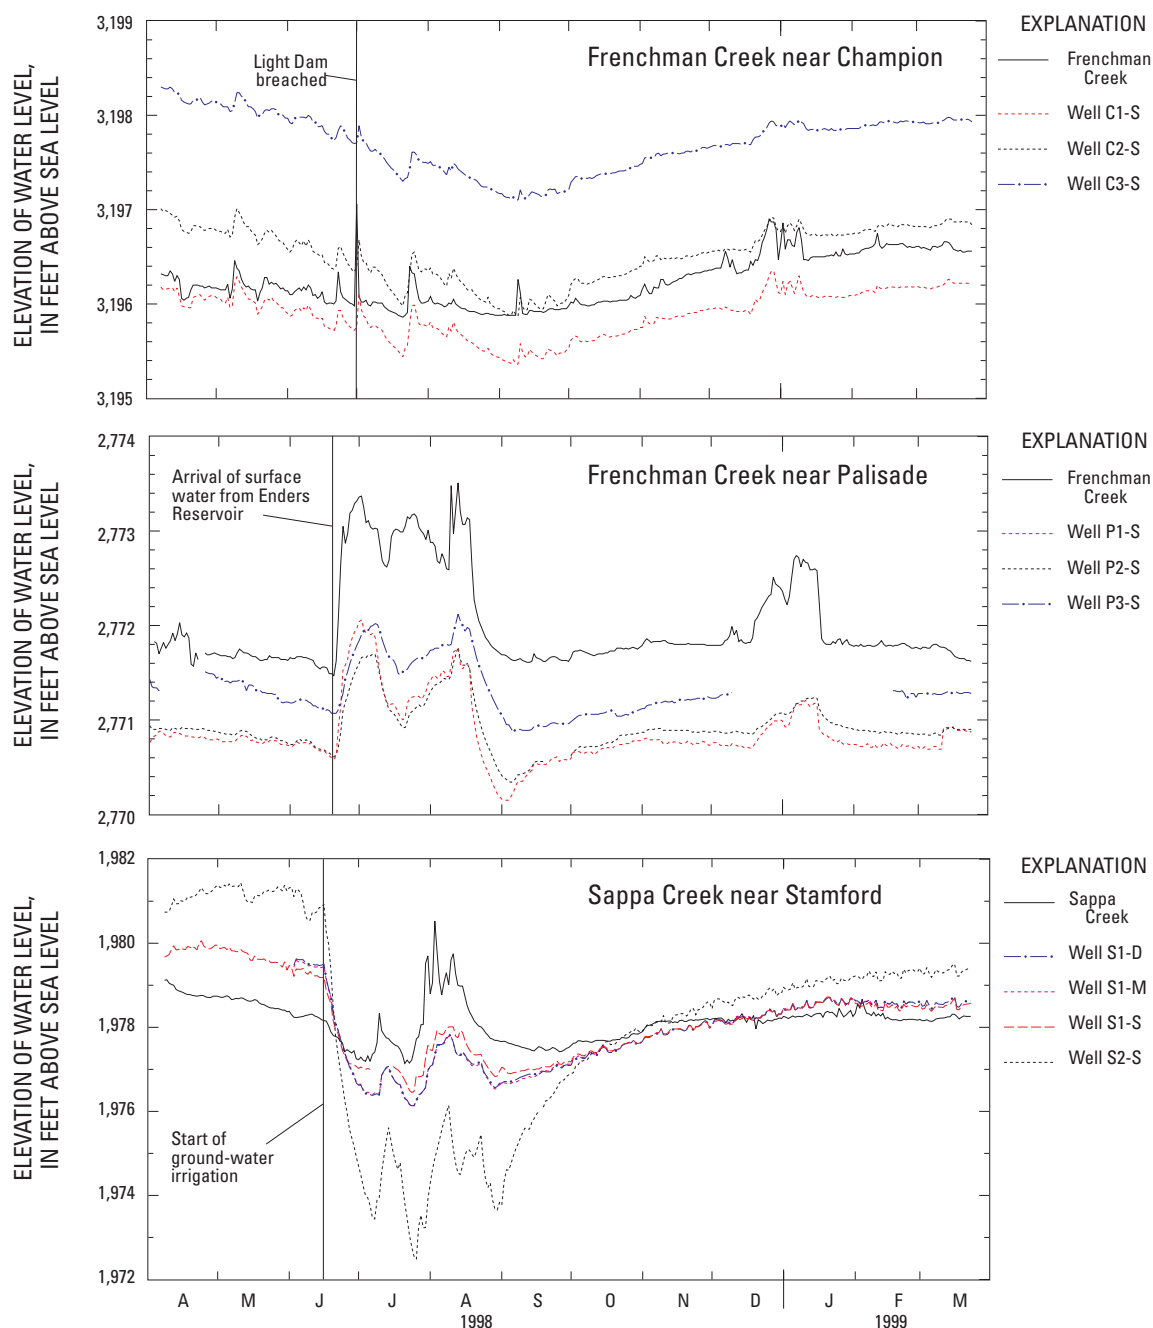 ELEVATION OF WATER LEVEL,
IN FEET ABOVE SEA LEVEL
3,199
3,198
3,197
3,196
3,195
Light Dam
breached
Frenchman Creek near Champion
EXPLANATION
Frenchman
Creek
Well C1-S
Well C2-S
Well C3-S
ELEVATION OF WATER LEVEL,
IN FEET ABOVE SEA LEVEL
2,774
2,773
2,772
2,771
2,770
Arrival of surface
water from Enders
Reservoir
Frenchman Creek near Palisade
EXPLANATION
Frenchman
Creek
Well P1-S
Well P2-S
Well P3-S
ELEVATION OF WATER LEVEL,
IN FEET ABOVE SEA LEVEL
1,982
1,980
1,978
1,976
1,974
1,972
Sappa Creek near Stamford
Start of
ground-water
irrigation
EXPLANATION
Sappa
Creek
Well S1-D
Well S1-M
Well S1-S
Well S2-S
A M J J A S O N D J F M
1998 1999